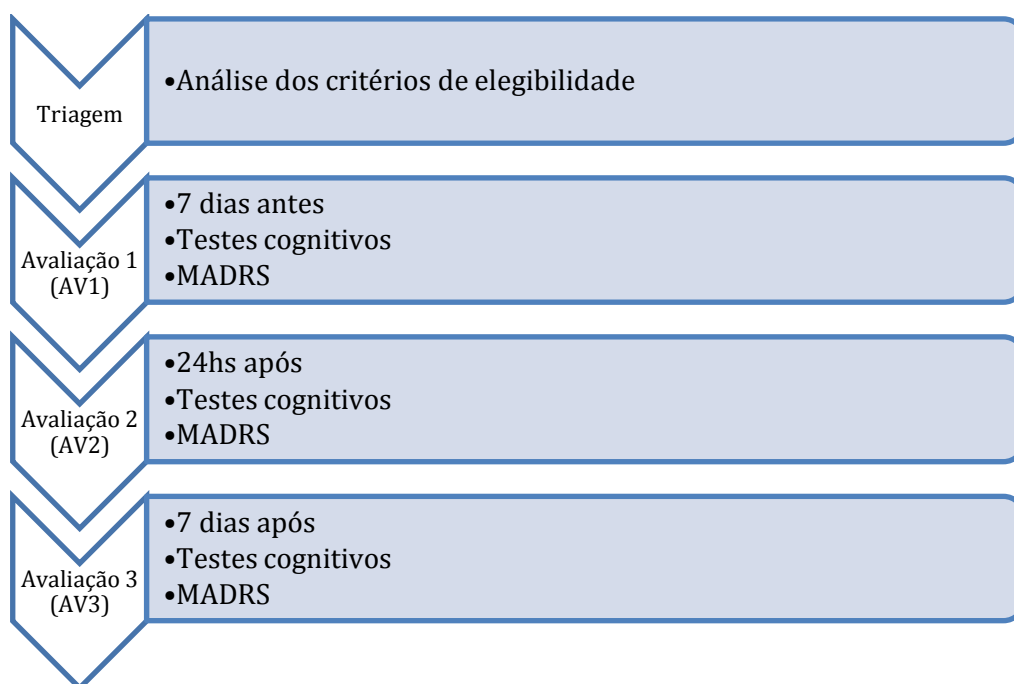 Triagem
•Análise dos critérios de elegibilidade
Avaliação 1
(AV1)
•7 dias antes
•Testes cognitivos
•MADRS
Avaliação 2
(AV2)
•24hs após
•Testes cognitivos
•MADRS
Avaliação 3
(AV3)
•7 dias após
•Testes cognitivos
•MADRS